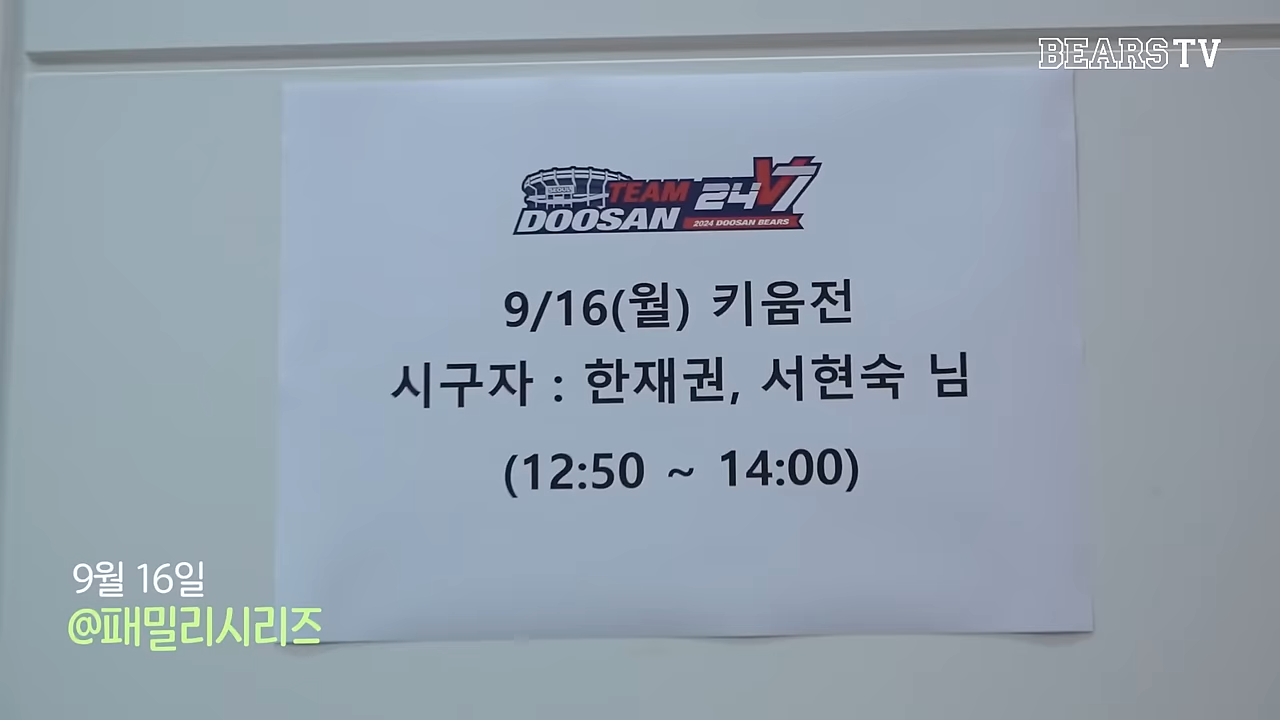 BEARS TV
SEOUL
TEAM 24 V7
DOOSAN
2024 DOOSAN BEARS
9/16(월) 키움전
시구자 : 한재권, 서현숙 님
(12:50 ~ 14:00)
9월 16일
@패밀리시리즈